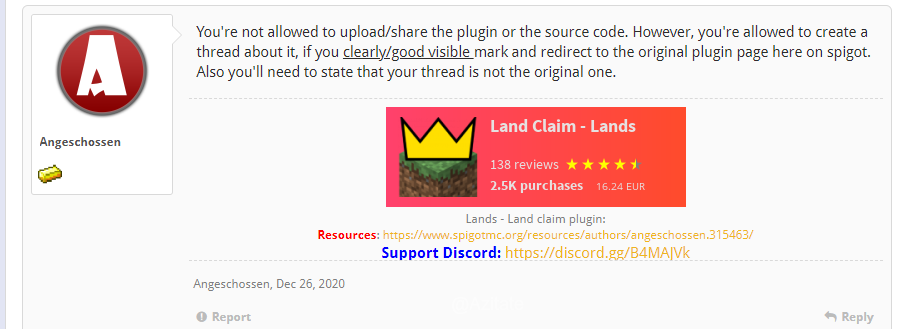 You're not allowed to upload/share the plugin or the source code. However, you're allowed to create a
thread about it, if you clearly/good visible mark and redirect to the original plugin page here on spigot.
Also you'll need to state that your thread is not the original one.
A
Angeschossen
Land Claim - Lands
138 reviews
2.5K purchases 16.24 EUR
Lands - Land claim plugin:
Resources: https://www.spigotmc.org/resources/authors/angeschossen.315463/
Support Discord: https://discord.gg/B4MAJVk
Angeschossen, Dec 26, 2020
Report
Reply